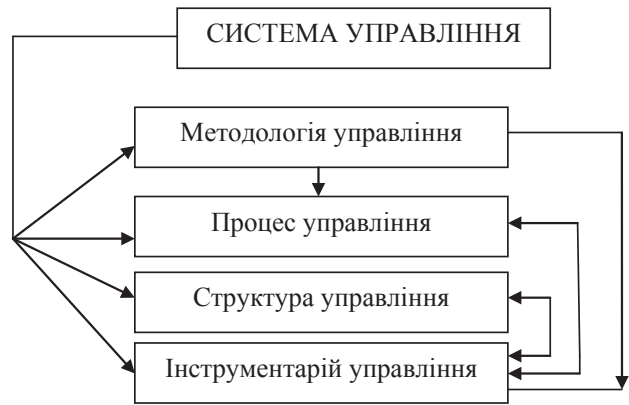 СИСТЕМА УПРАВЛІННЯ
Методологія управління
Процес управління
Структура управління
Інструментарій управління